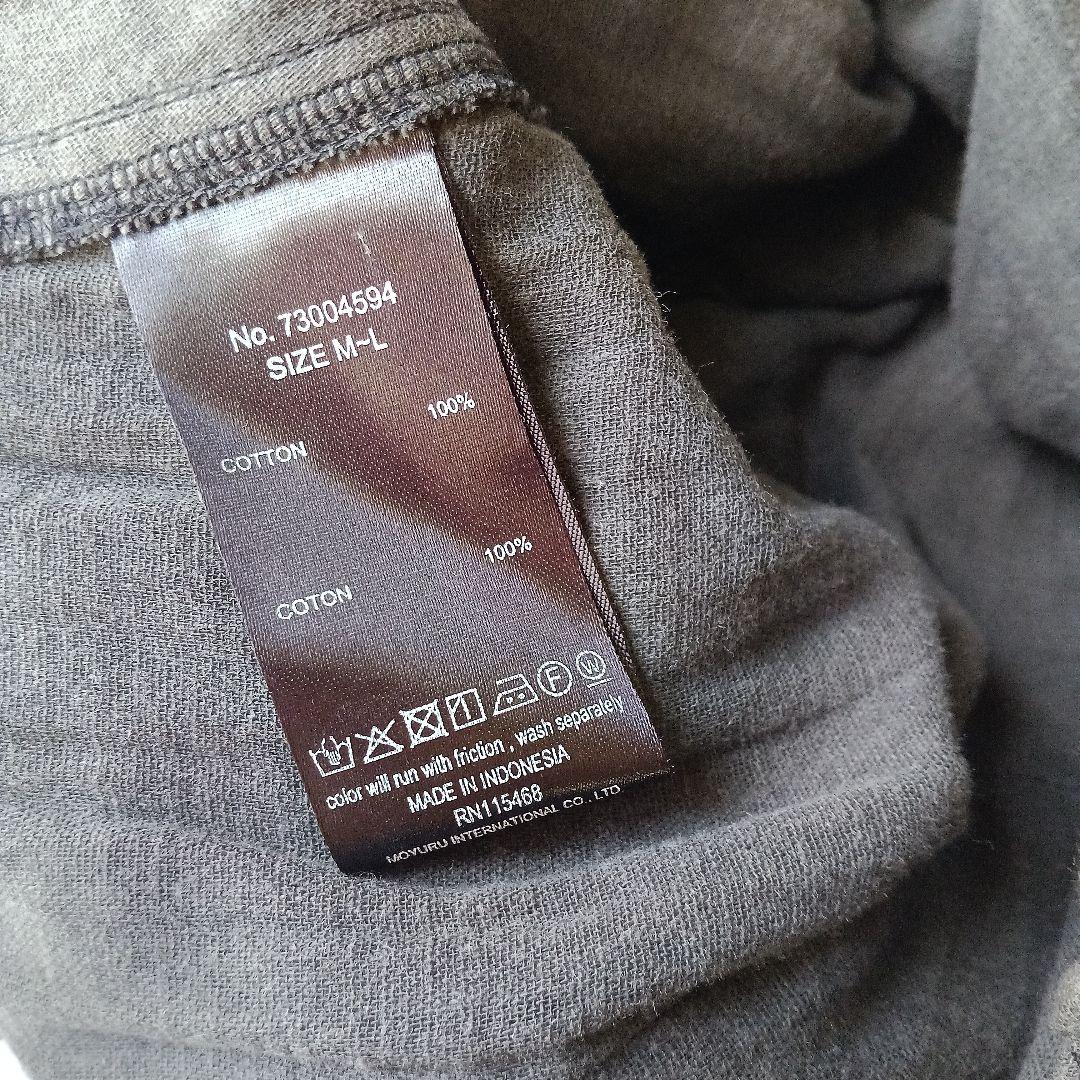 No. 73004594
SIZE M~L
100%
COTTON
100%
COTON
F W
color will run with friction , wash separately
MADE IN INDONESIA
RN115468
MOYURU INTERNATIONAL CO., LTD